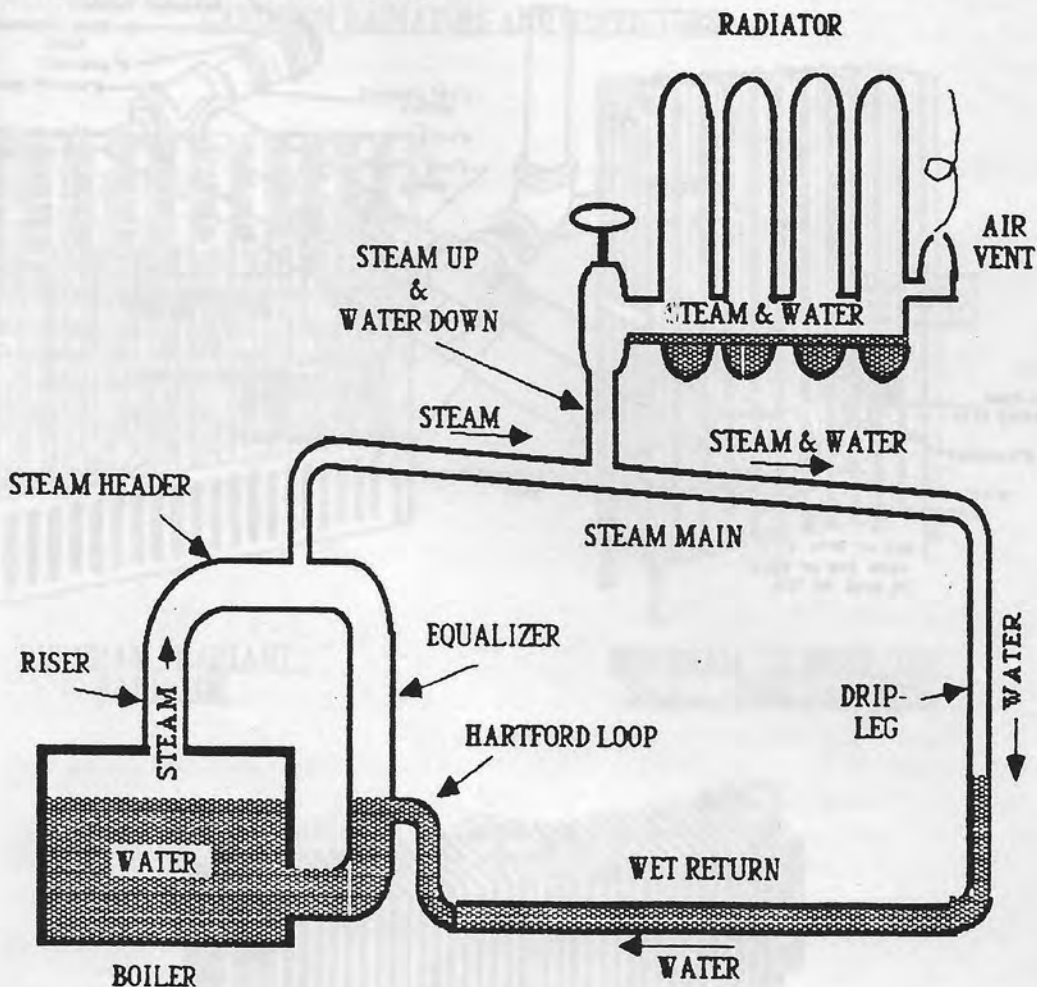 RADIATOR
AIR
VENT
STEAM UP
&
WATER DOWN
STEAM & WATER
STEAM
STEAM & WATER
STEAM HEADER
STEAM MAIN
RISER
STEAM
EQUALIZER
DRIP-
LEG
WATER
HARTFORD LOOP
WATER
WET RETURN
WATER
BOILER